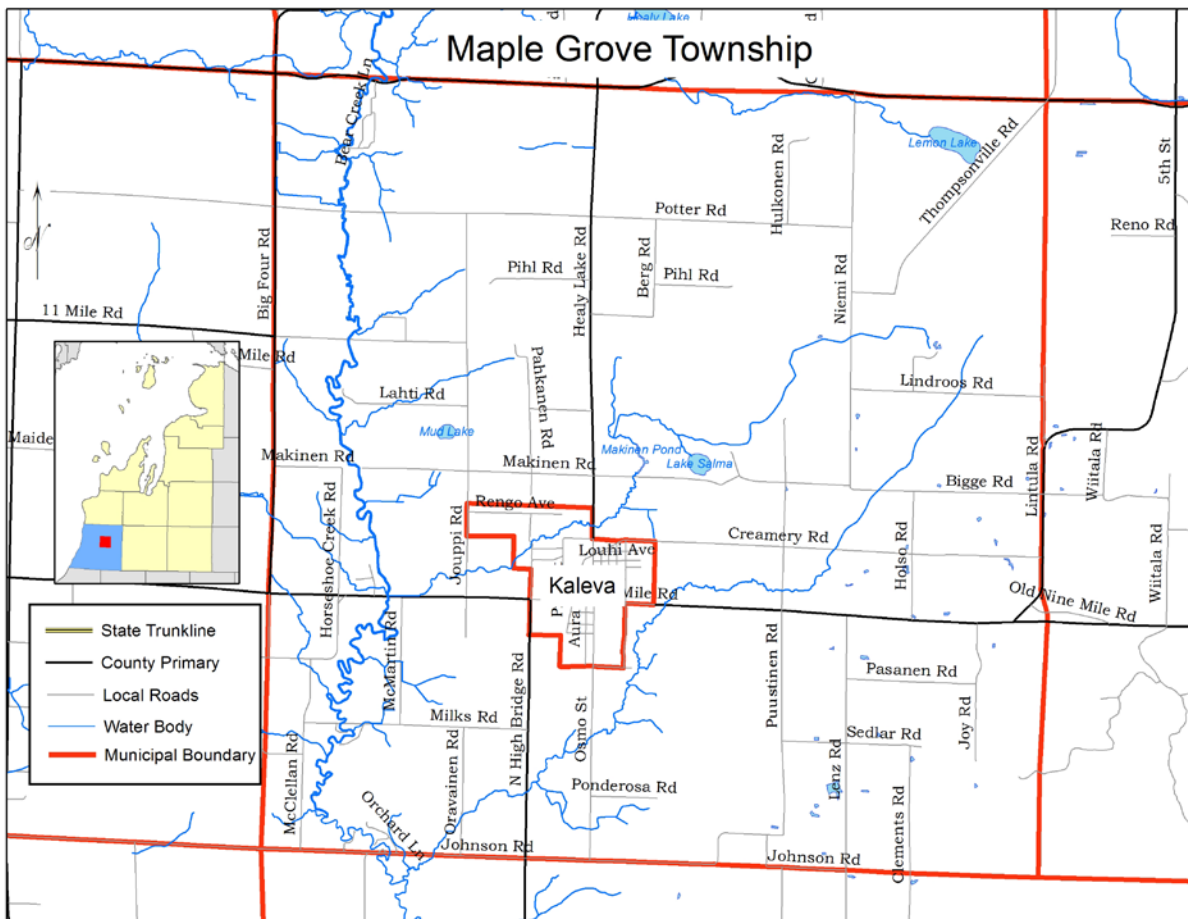 Healy Lake
Maple Grove Township
Bear Creek Ln
Lemon Lake
Thompsonville Rd
Hulkonen Rd
5th St
Potter Rd
Reno Rd
Big Four Rd
Healy Lake Rd
Berg Rd
Pihl Rd
Pihl Rd
Niemi Rd
11 Mile Rd
Mile Rd
Pahkanen Rd
Lahti Rd
Lindroos Rd
Mud Lake
Maide
Makinen Rd
Makinen Rd
Makinen Pond
Lake Salma
Lintula Rd
Wiitala Rd
Bigge Rd
Rengo Ave
Horseshoe Creek Rd
Jouppi Rd
Creamery Rd
Louhi Ave
Holso Rd
Wiitala Rd
Kaleva
Mile Rd
Old Nine Mile Rd
P
Aura
State Trunkline
County Primary
Local Roads
Water Body
Municipal Boundary
McMartin Rd
N High Bridge Rd
Osmo St
Puustinen Rd
Pasanen Rd
Joy Rd
Milks Rd
Sedlar Rd
McClellan Rd
Oravainen Rd
Ponderosa Rd
Lenz Rd
Clements Rd
Orchard Ln
Johnson Rd
Johnson Rd
N